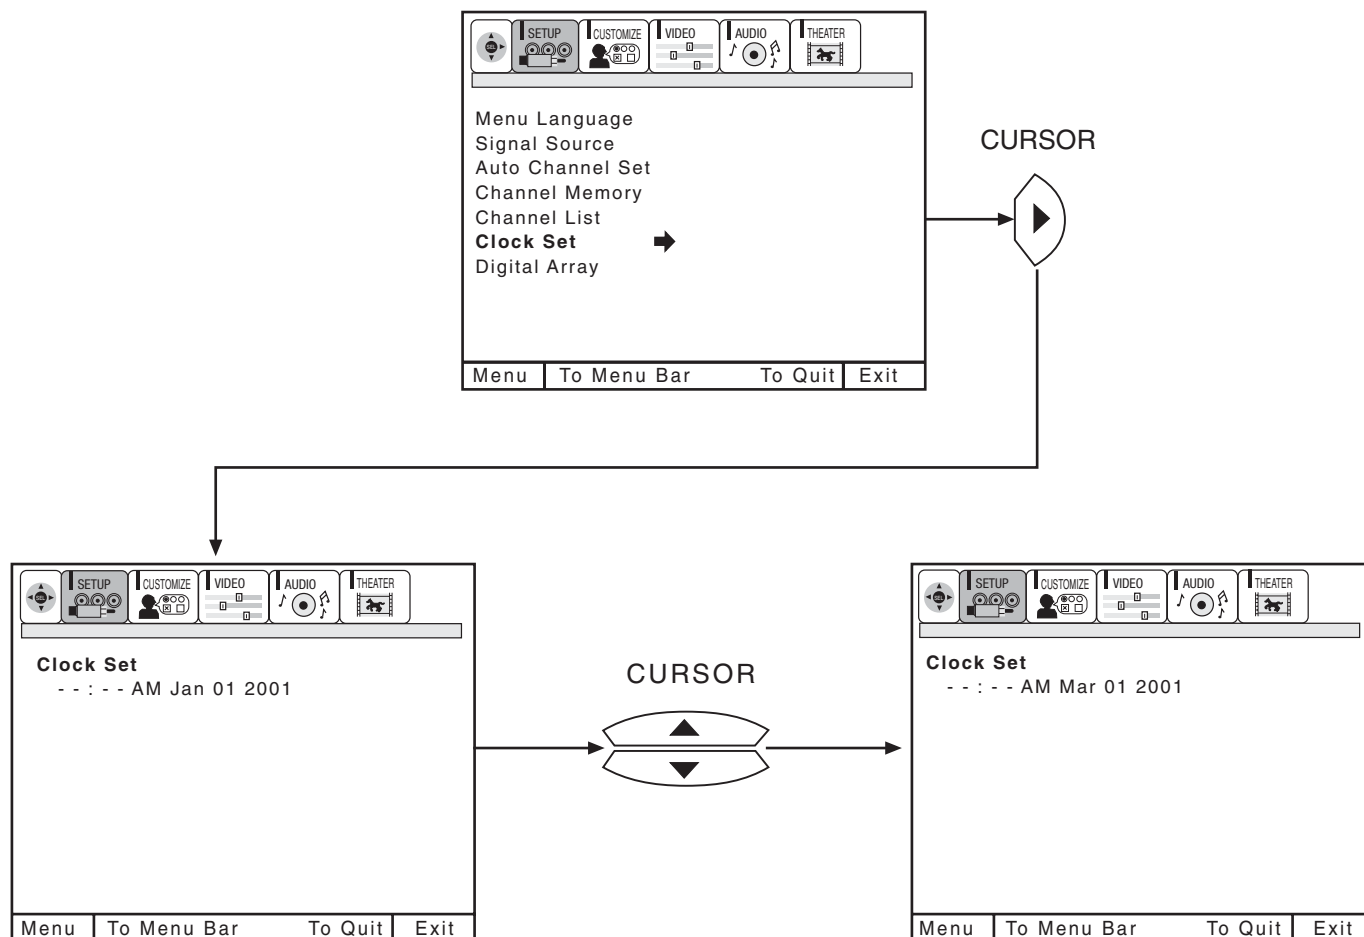 SEL
SETUP
CUSTOMIZE
VIDEO
AUDIO
THEATER
Menu Language
Signal Source
Auto Channel Set
Channel Memory
Channel List
Clock Set
Digital Array
Menu To Menu Bar To Quit Exit
CURSOR
SEL
SETUP
CUSTOMIZE
VIDEO
AUDIO
THEATER
Clock Set
- - : - - AM Jan 01 2001
Menu To Menu Bar To Quit Exit
CURSOR
SEL
SETUP
CUSTOMIZE
VIDEO
AUDIO
THEATER
Clock Set
- - : - - AM Mar 01 2001
Menu To Menu Bar To Quit Exit